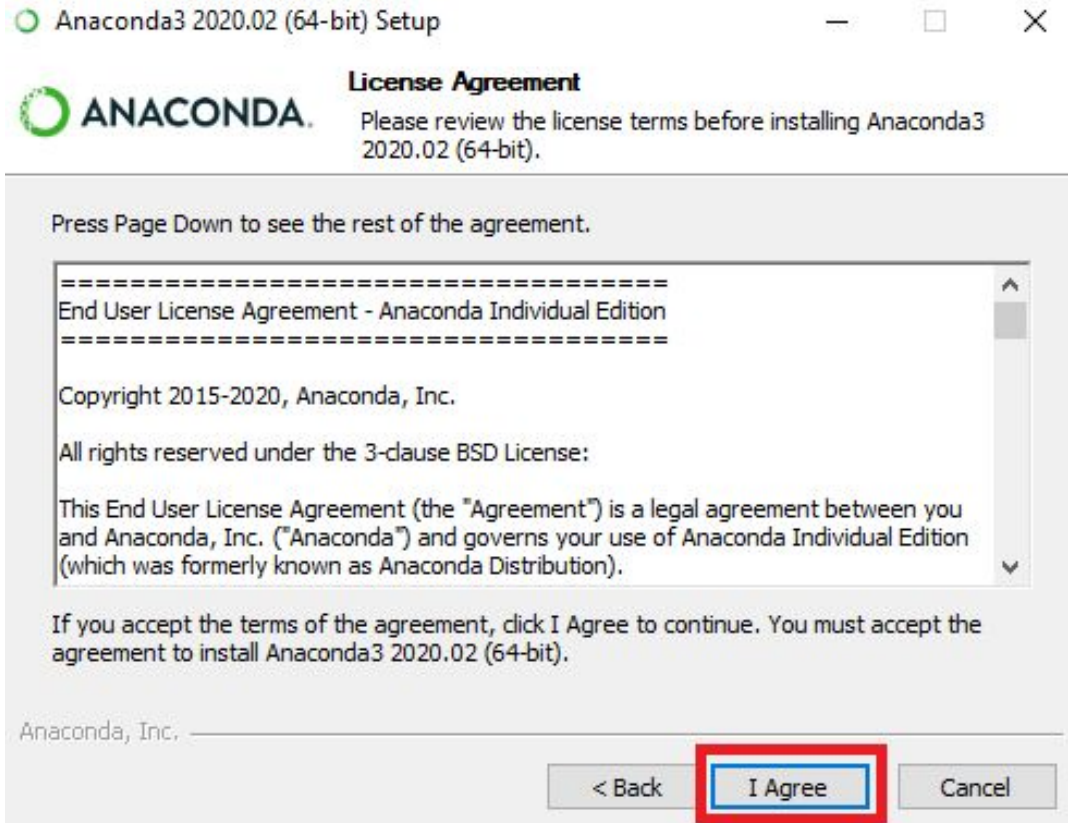 Anaconda3 2020.02 (64-bit) Setup
ANACONDA.
License Agreement
Please review the license terms before installing Anaconda3
2020.02 (64-bit).
Press Page Down to see the rest of the agreement.
===================================
End User License Agreement - Anaconda Individual Edition
===================================
Copyright 2015-2020, Anaconda, Inc.
All rights reserved under the 3-clause BSD License:
This End User License Agreement (the "Agreement") is a legal agreement between you
and Anaconda, Inc. ("Anaconda") and governs your use of Anaconda Individual Edition
(which was formerly known as Anaconda Distribution).
If you accept the terms of the agreement, click I Agree to continue. You must accept the
agreement to install Anaconda3 2020.02 (64-bit).
Anaconda, Inc.
< Back
I Agree
Cancel